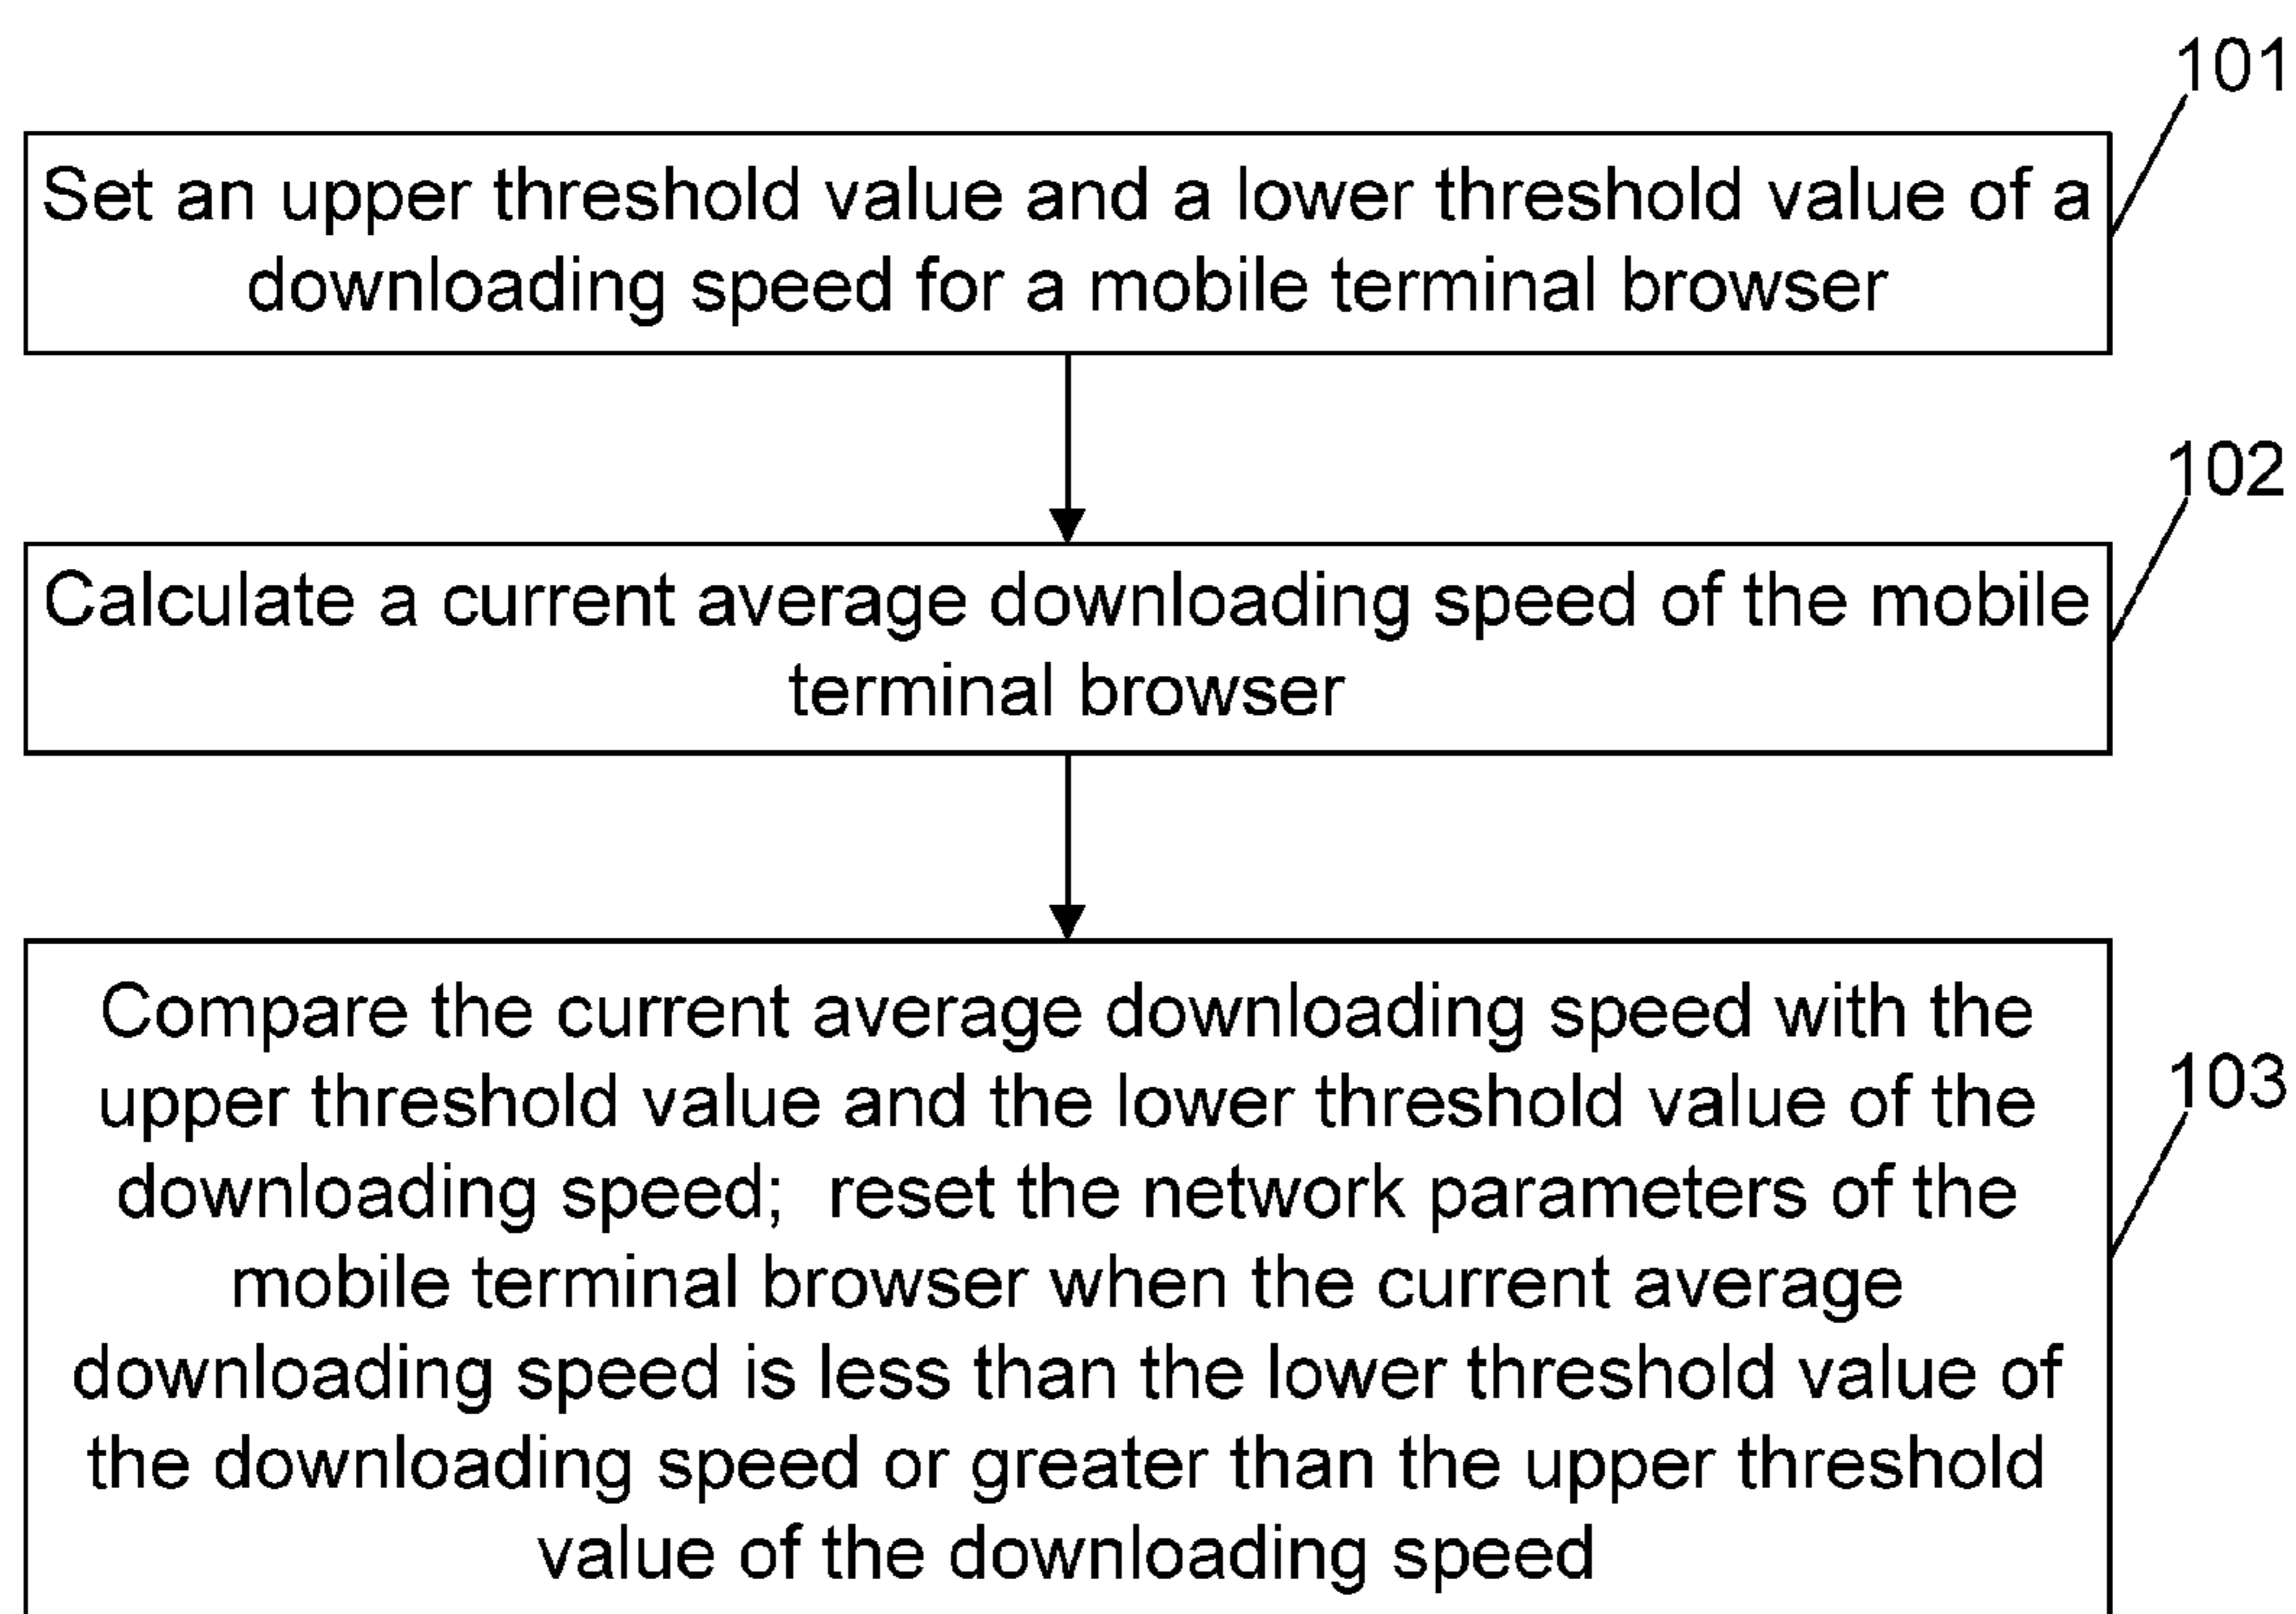 101
Set an upper threshold value and a lower threshold value of a
downloading speed for a mobile terminal browser
102
Calculate a current average downloading speed of the mobile
terminal browser
103
Compare the current average downloading speed with the
upper threshold value and the lower threshold value of the
downloading speed;  reset the network parameters of the
mobile terminal browser when the current average
downloading speed is less than the lower threshold value of
the downloading speed or greater than the upper threshold
value of the downloading speed